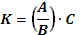 K = (A/B) · C